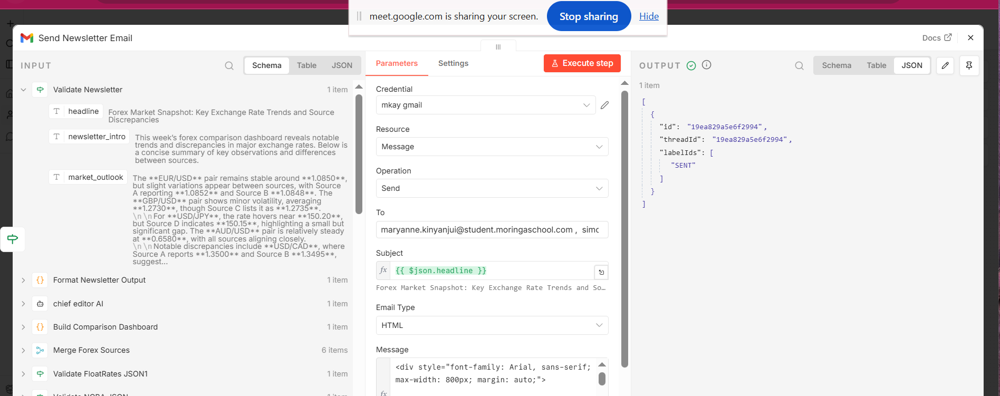 meet.google.com is sharing your screen.
Stop sharing
Hide
Send Newsletter Email
Docs
INPUT
Schema
Table
JSON
Validate Newsletter
1 item
T headline
Forex Market Snapshot: Key Exchange Rate Trends and Source
Discrepancies
T newsletter_intro
This week’s forex comparison dashboard reveals notable
trends and discrepancies in major exchange rates. Below is
a concise summary of key observations and differences
between sources.
T market_outlook
The **EUR/USD** pair remains stable around **1.0850**,
but slight variations appear between sources, with Source
A reporting **1.0852** and Source B **1.0848**. The
**GBP/USD** pair shows minor volatility, averaging
**1.2730**, though Source C lists it as **1.2735**.
\n\nFor **USD/JPY**, the rate hovers near **150.20**,
but Source D indicates **150.15**, highlighting a small but
significant gap. The **AUD/USD** pair is relatively steady
at **0.6580**, with all sources aligning closely.
\n\nNotable discrepancies include **USD/CAD**, where
Source A reports **1.3500** and Source B **1.3495**,
suggest...
Format Newsletter Output
1 item
chief editor AI
1 item
Build Comparison Dashboard
1 item
Merge Forex Sources
6 items
Validate FloatRates JSON1
1 item
Parameters
Settings
Execute step
Credential
mkay gmail
Resource
Message
Operation
Send
To
maryanne.kinyanjui@student.moringaschool.com , simc
Subject
fx {{ $json.headline }}
Forex Market Snapshot: Key Exchange Rate Trends and So…
Email Type
HTML
Message
<div style="font-family: Arial, sans-serif;
max-width: 800px; margin: auto;">
fx
OUTPUT
Schema
Table
JSON
1 item
[
{
"id": "19ea829a5e6f2994",
"threadId": "19ea829a5e6f2994",
"labelIds": [
"SENT"
]
}
]